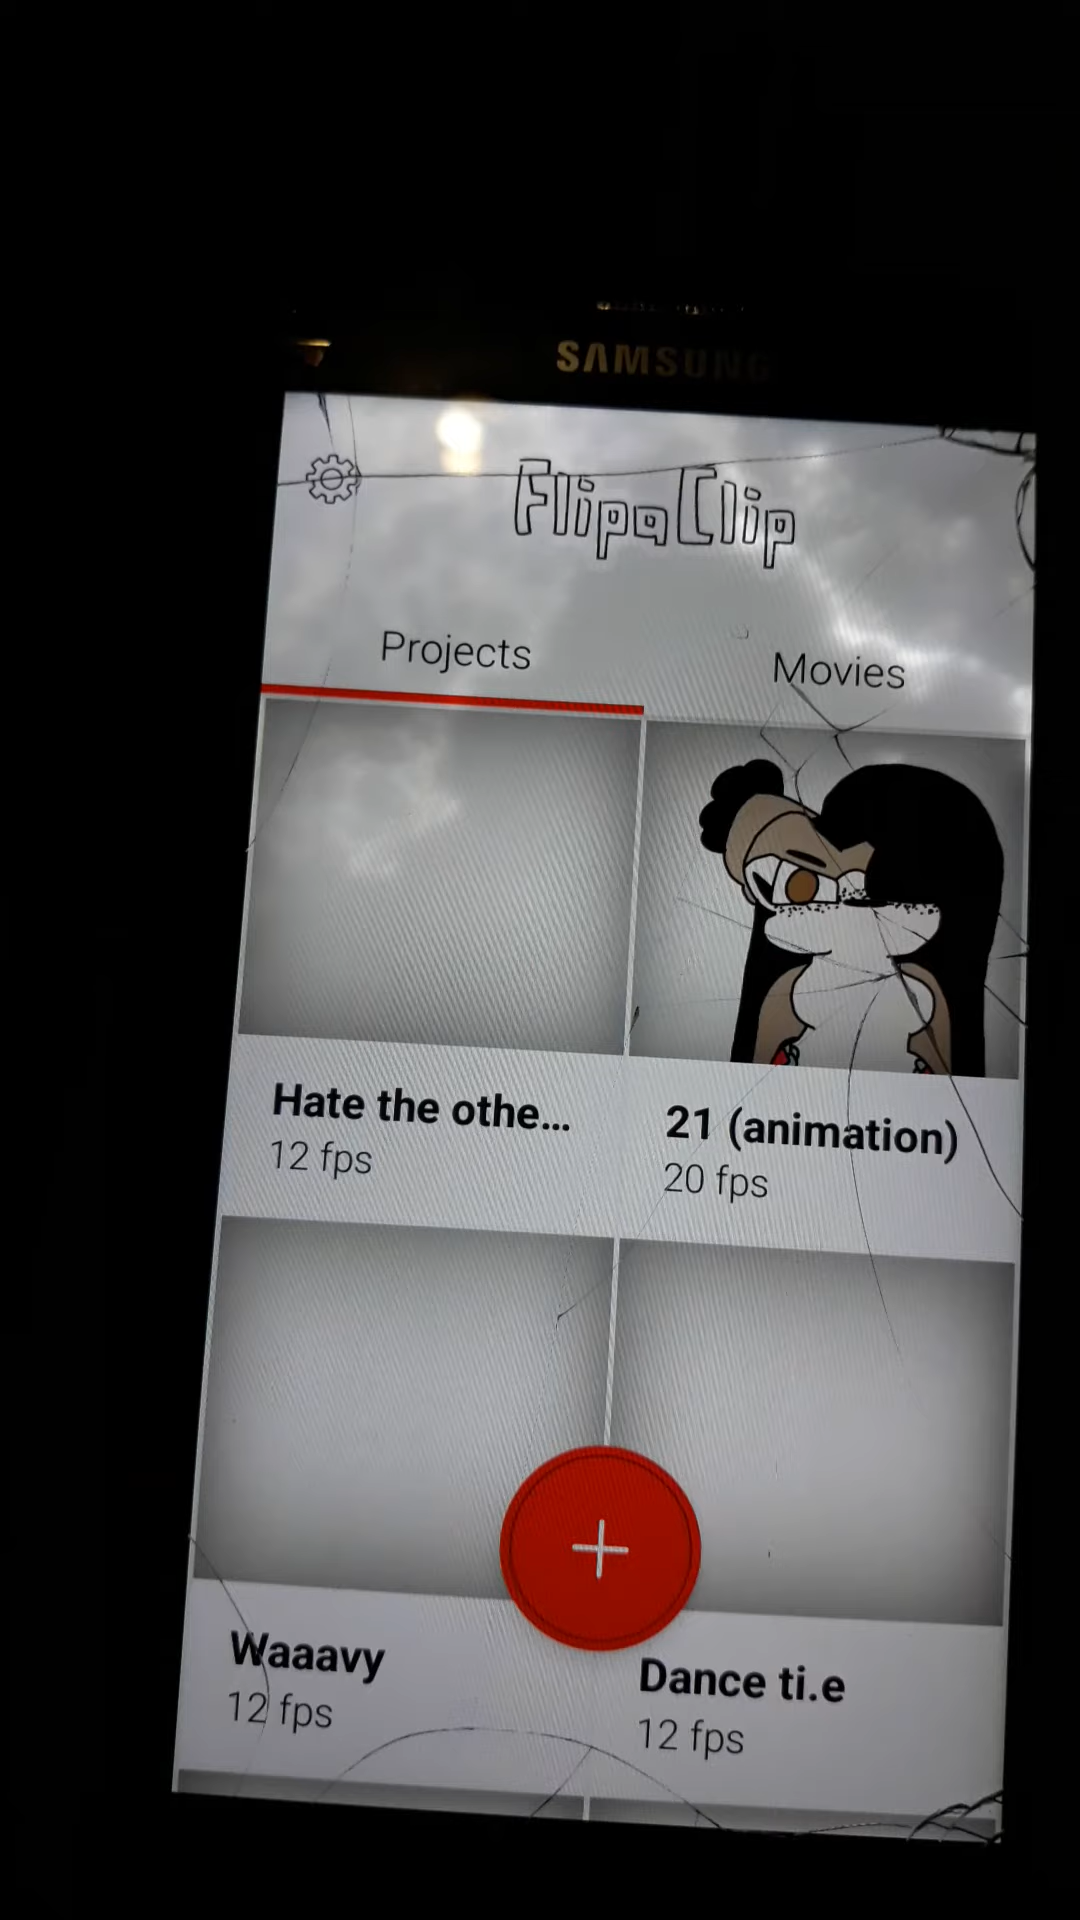 SAMSUNG
FlipaClip
Projects
Movies
Hate the othe...
12 fps
21 (animation)
20 fps
Waaavy
12 fps
Dance ti.e
12 fps